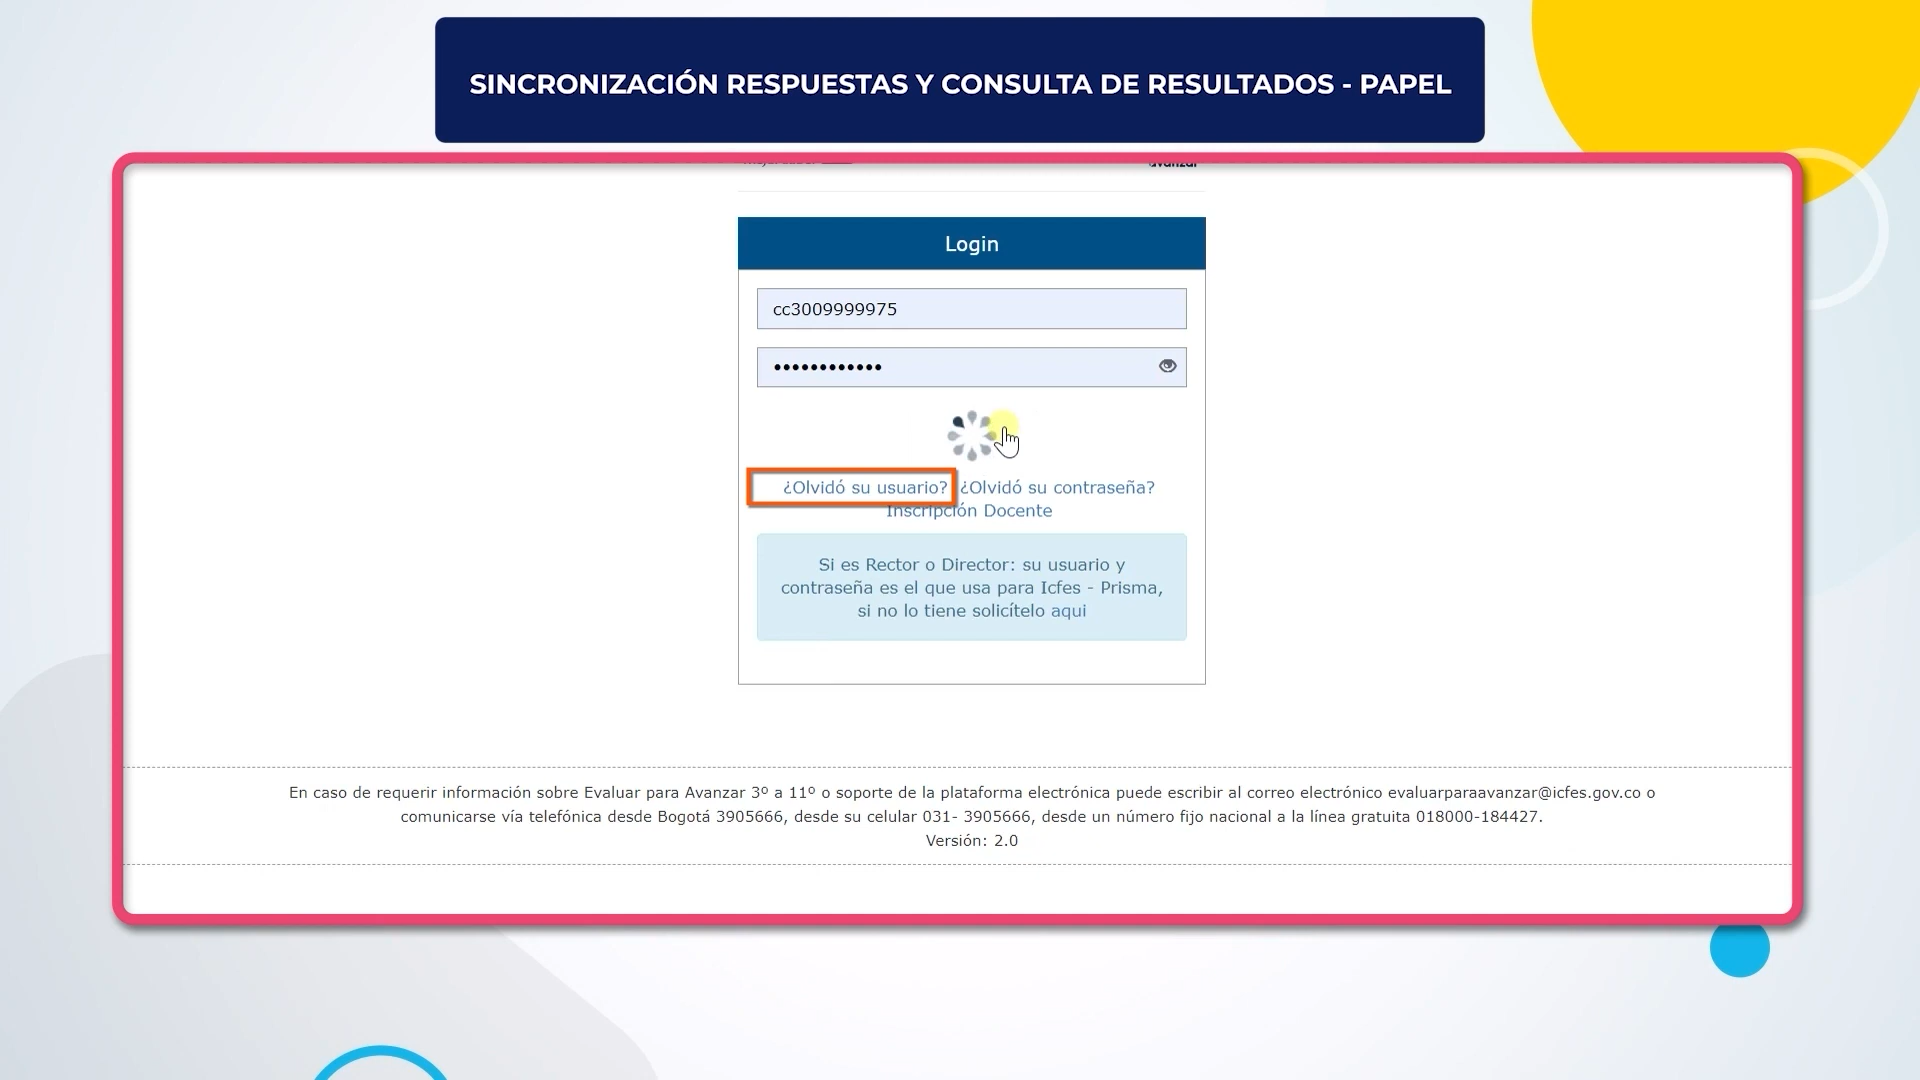 SINCRONIZACIÓN RESPUESTAS Y CONSULTA DE RESULTADOS - PAPEL
avanzar
Login
cc3009999975
••••••••••••
¿Olvidó su usuario? ¿Olvidó su contraseña?
Inscripción Docente
Si es Rector o Director: su usuario y
contraseña es el que usa para Icfes - Prisma,
si no lo tiene solicítelo aqui
En caso de requerir información sobre Evaluar para Avanzar 3º a 11º o soporte de la plataforma electrónica puede escribir al correo electrónico evaluarparaavanzar@icfes.gov.co o
comunicarse vía telefónica desde Bogotá 3905666, desde su celular 031- 3905666, desde un número fijo nacional a la línea gratuita 018000-184427.
Versión: 2.0